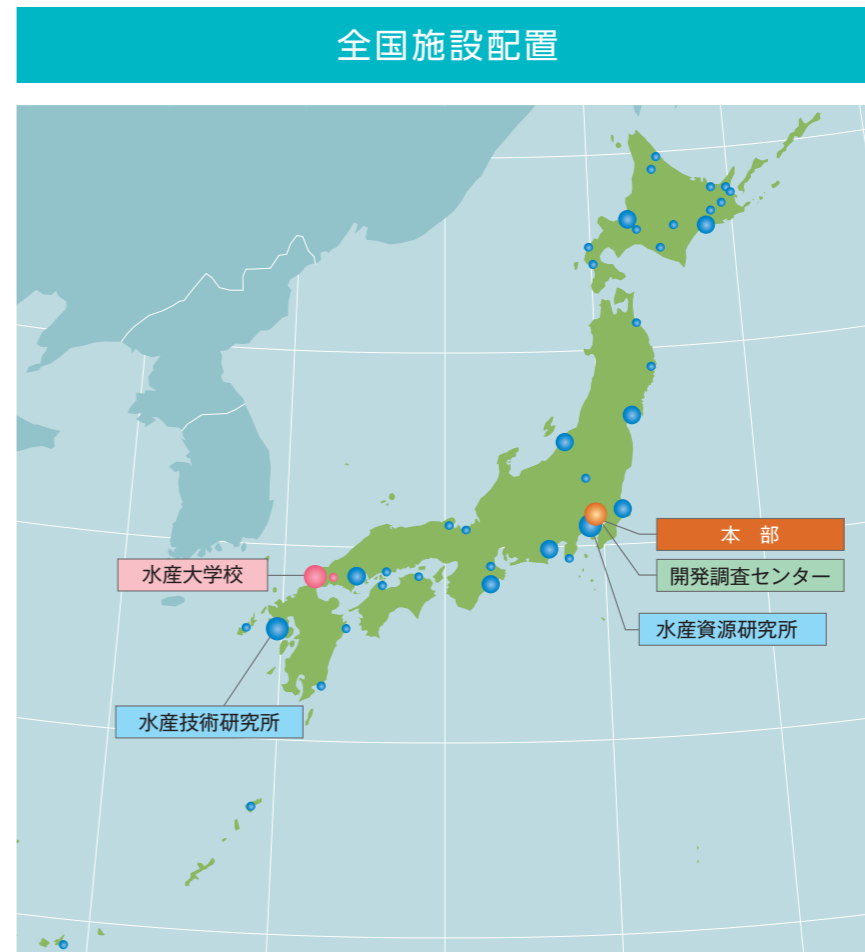 全国施設配置
本 部
開発調査センター
水産大学校
水産資源研究所
水産技術研究所